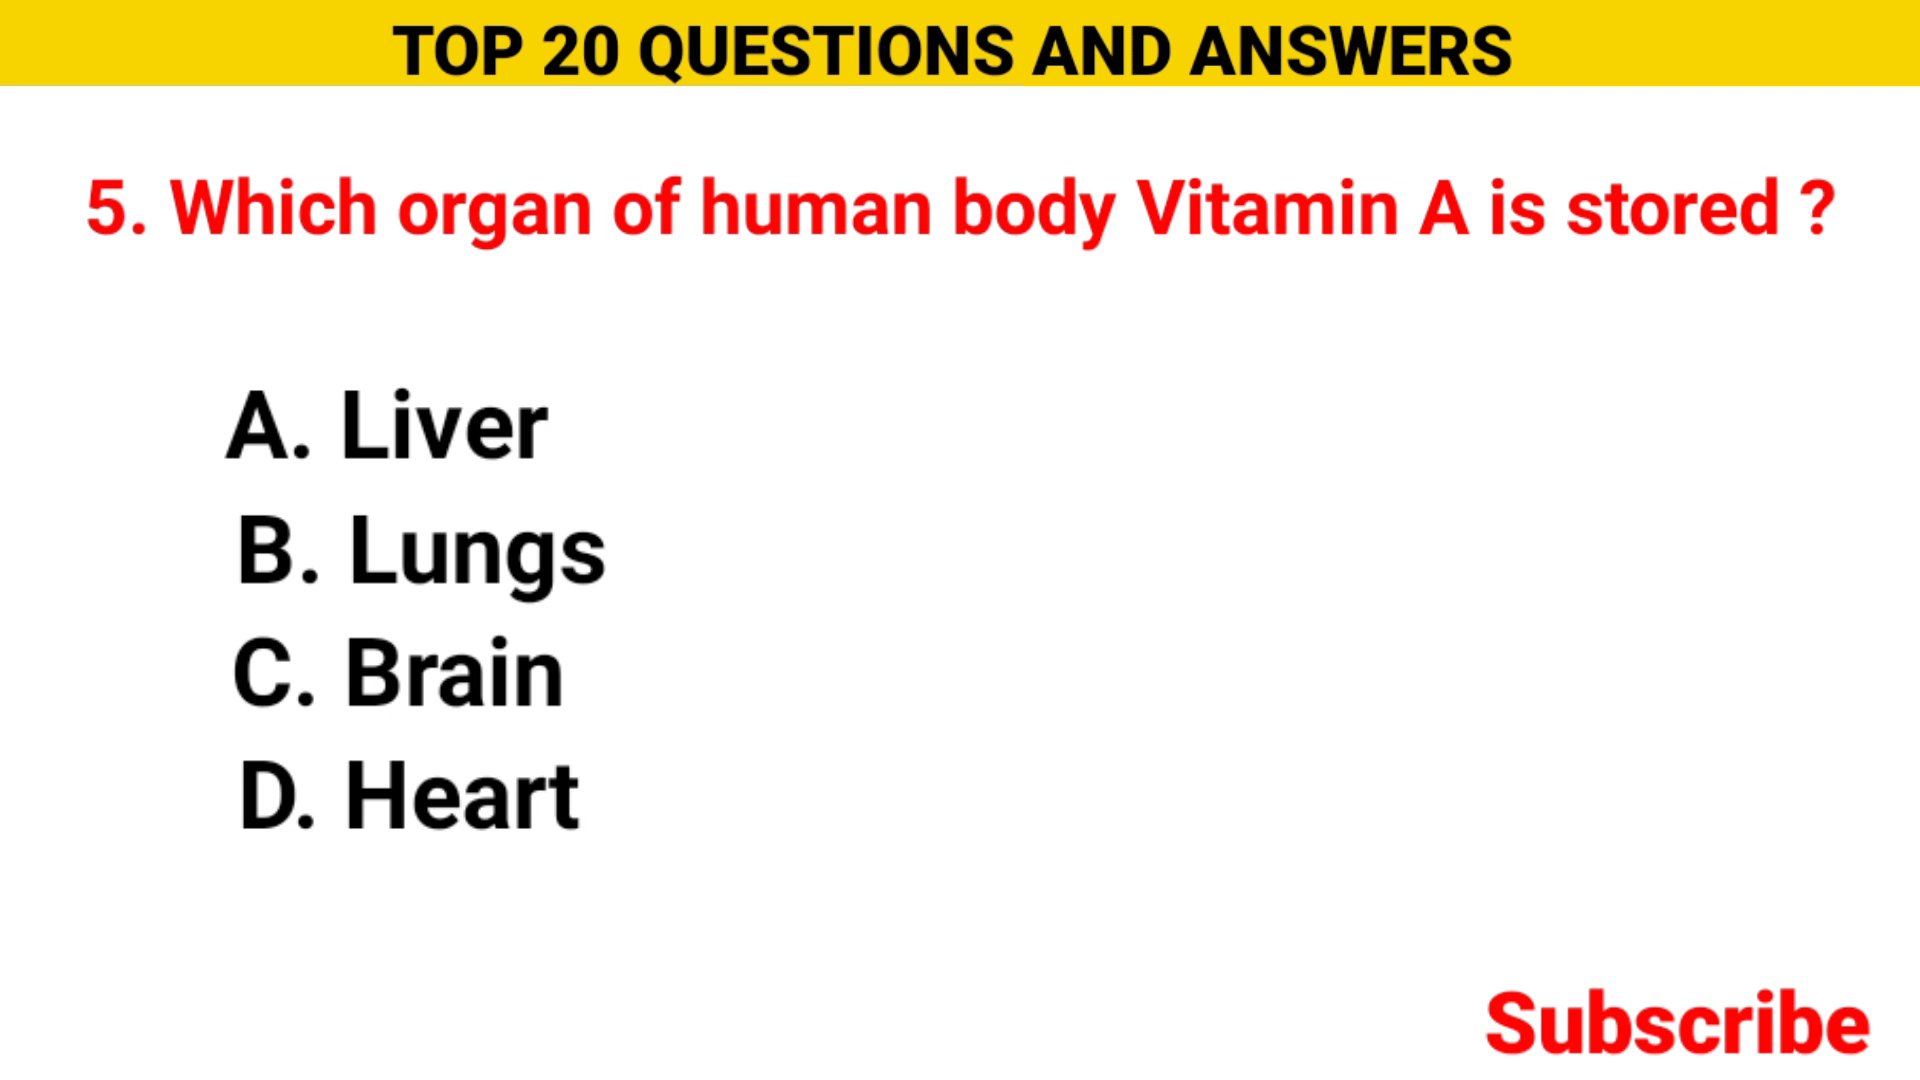 TOP 20 QUESTIONS AND ANSWERS
5. Which organ of human body Vitamin A is stored ?
A. Liver
B. Lungs
C. Brain
D. Heart
Subscribe